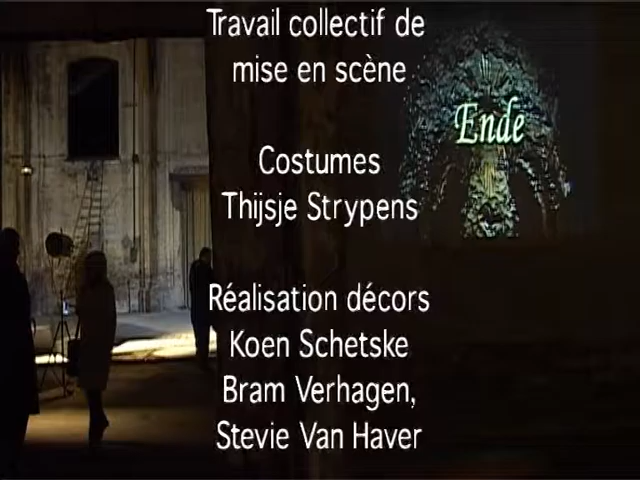 Travail collectif de
mise en scène
Ende
Costumes
Thijsje Strypens
Réalisation décors
Koen Schetske
Bram Verhagen,
Stevie Van Haver